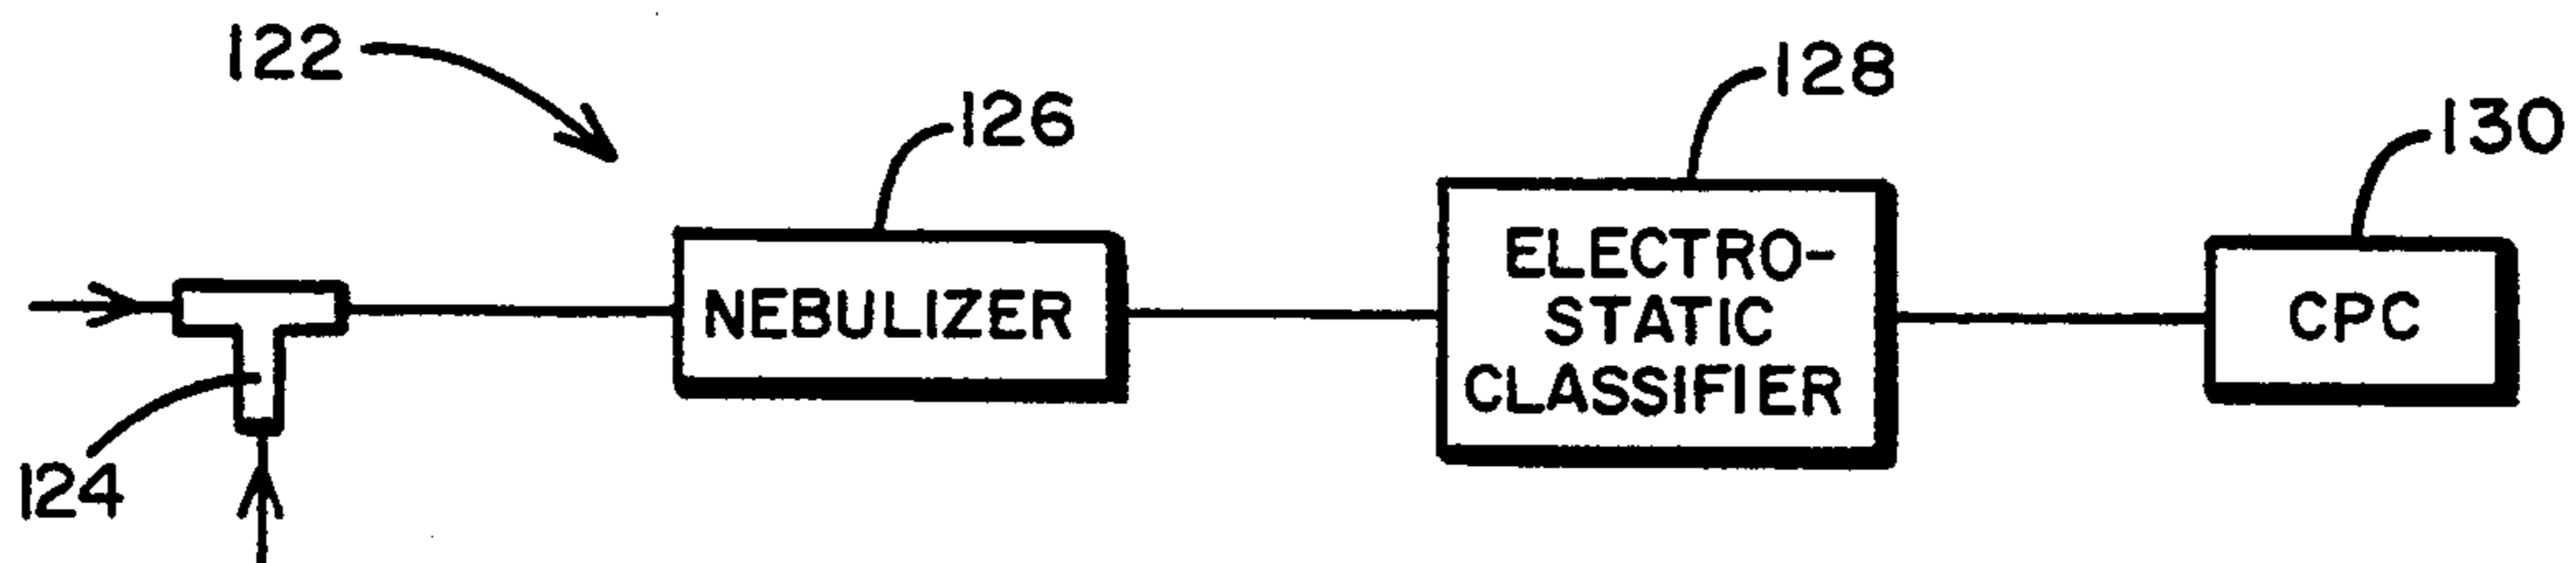 122
126
128
130
124
NEBULIZER
ELECTRO-
STATIC
CLASSIFIER
CPC